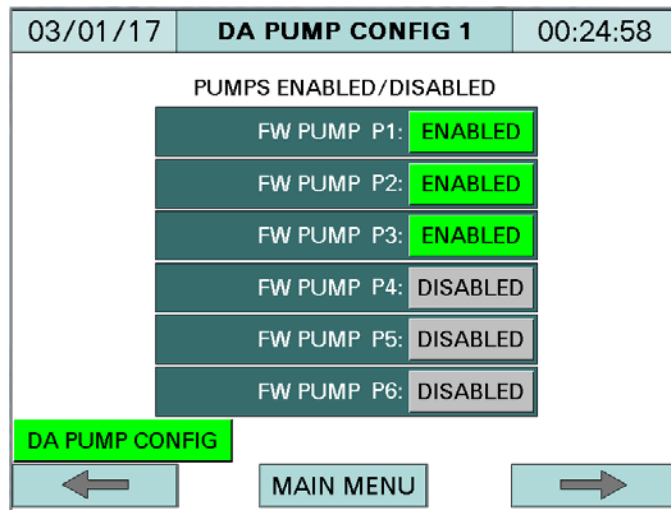 03/01/17 DA PUMP CONFIG 1 00:24:58
PUMPS ENABLED/DISABLED
FW PUMP P1: ENABLED
FW PUMP P2: ENABLED
FW PUMP P3: ENABLED
FW PUMP P4: DISABLED
FW PUMP P5: DISABLED
FW PUMP P6: DISABLED
DA PUMP CONFIG
MAIN MENU